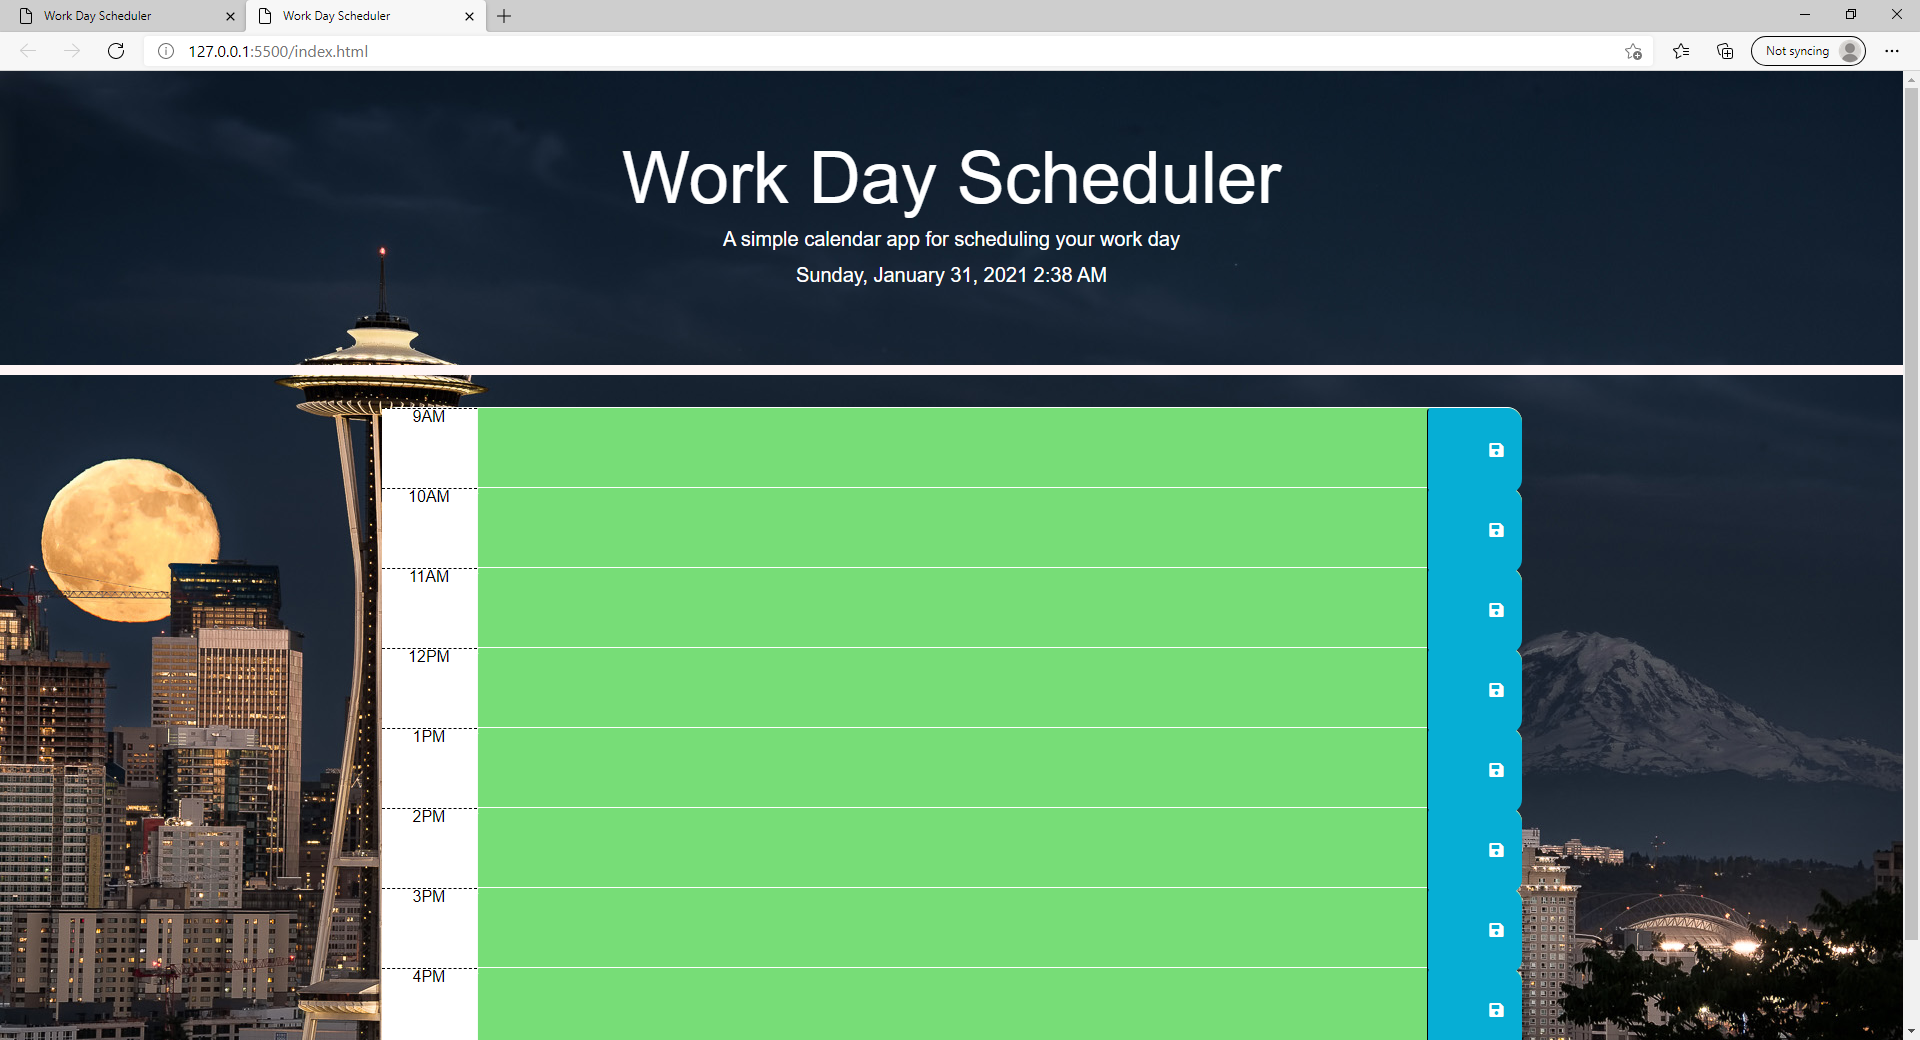 Work Day Scheduler
Work Day Scheduler
127.0.0.1:5500/index.html
Not syncing
Work Day Scheduler
A simple calendar app for scheduling your work day
Sunday, January 31, 2021 2:38 AM
9AM
10AM
11AM
12PM
1PM
2PM
3PM
4PM